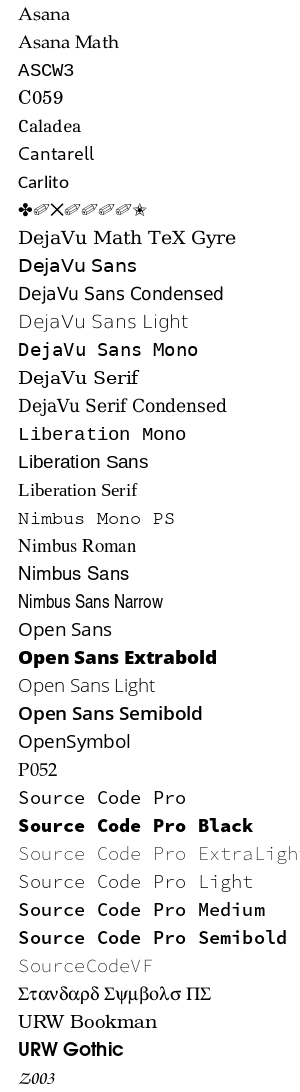 Asana
Asana Math
ASCW3
C059
Caladea
Cantarell
Carlito
✤✐✕✐✐✐✐✬
DejaVu Math TeX Gyre
DejaVu Sans
DejaVu Sans Condensed
DejaVu Sans Light
DejaVu Sans Mono
DejaVu Serif
DejaVu Serif Condensed
Liberation Mono
Liberation Sans
Liberation Serif
Nimbus Mono PS
Nimbus Roman
Nimbus Sans
Nimbus Sans Narrow
Open Sans
Open Sans Extrabold
Open Sans Light
Open Sans Semibold
OpenSymbol
P052
Source Code Pro
Source Code Pro Black
Source Code Pro ExtraLigh
Source Code Pro Light
Source Code Pro Medium
Source Code Pro Semibold
SourceCodeVF
Στανδαρδ Σψμβολσ ΠΣ
URW Bookman
URW Gothic
Z003